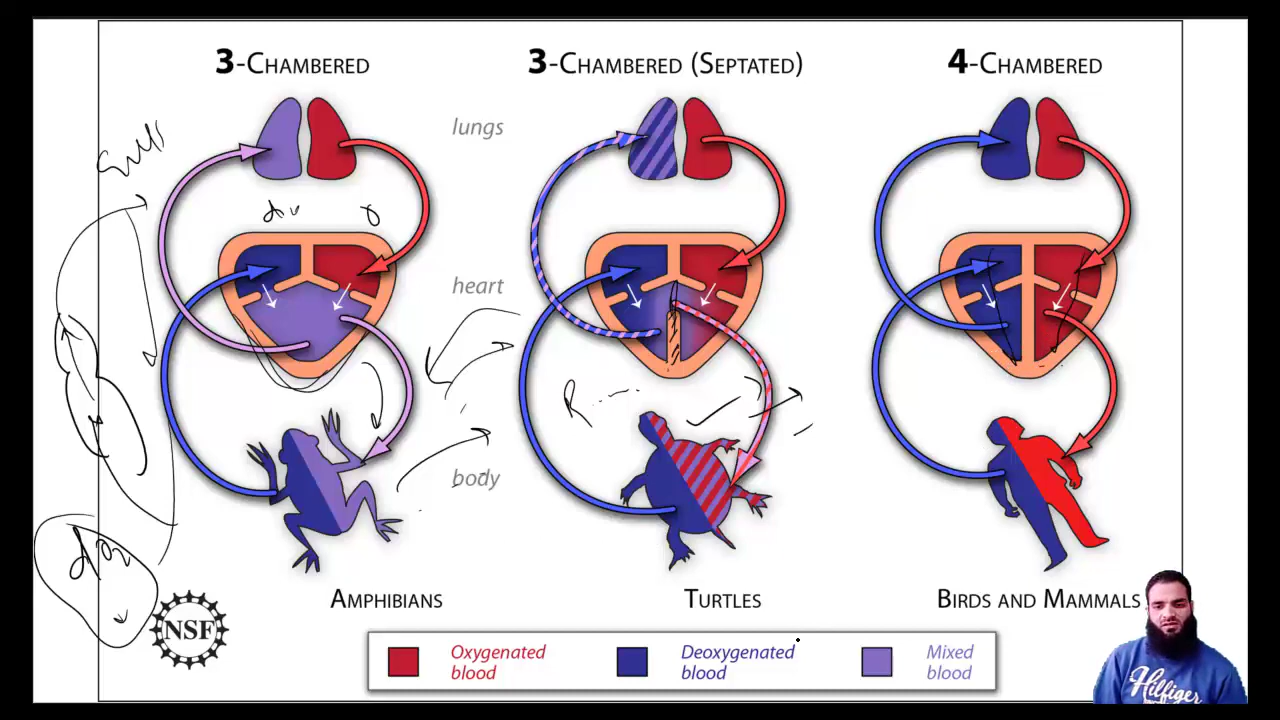 3-CHAMBERED
3-CHAMBERED (SEPTATED)
4-CHAMBERED
lungs
heart
body
AMPHIBIANS
TURTLES
BIRDS AND MAMMALS
NSF
Oxygenated
blood
Deoxygenated
blood
Mixed
blood
Hilfiger